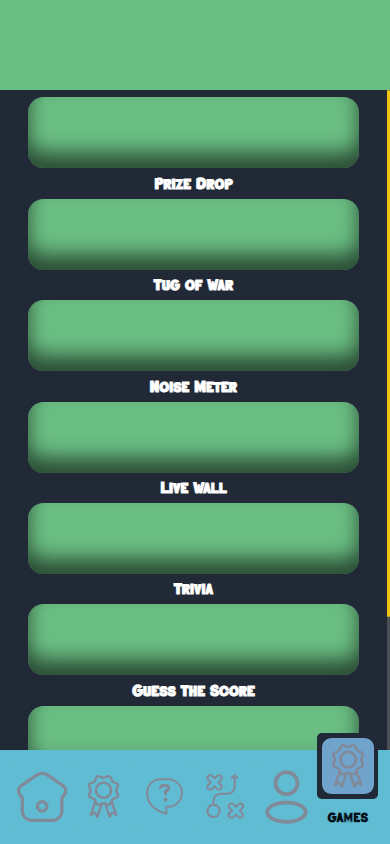 Prize Drop
Tug of War
Noise Meter
Live Wall
Trivia
Guess The Score
?
GAMES